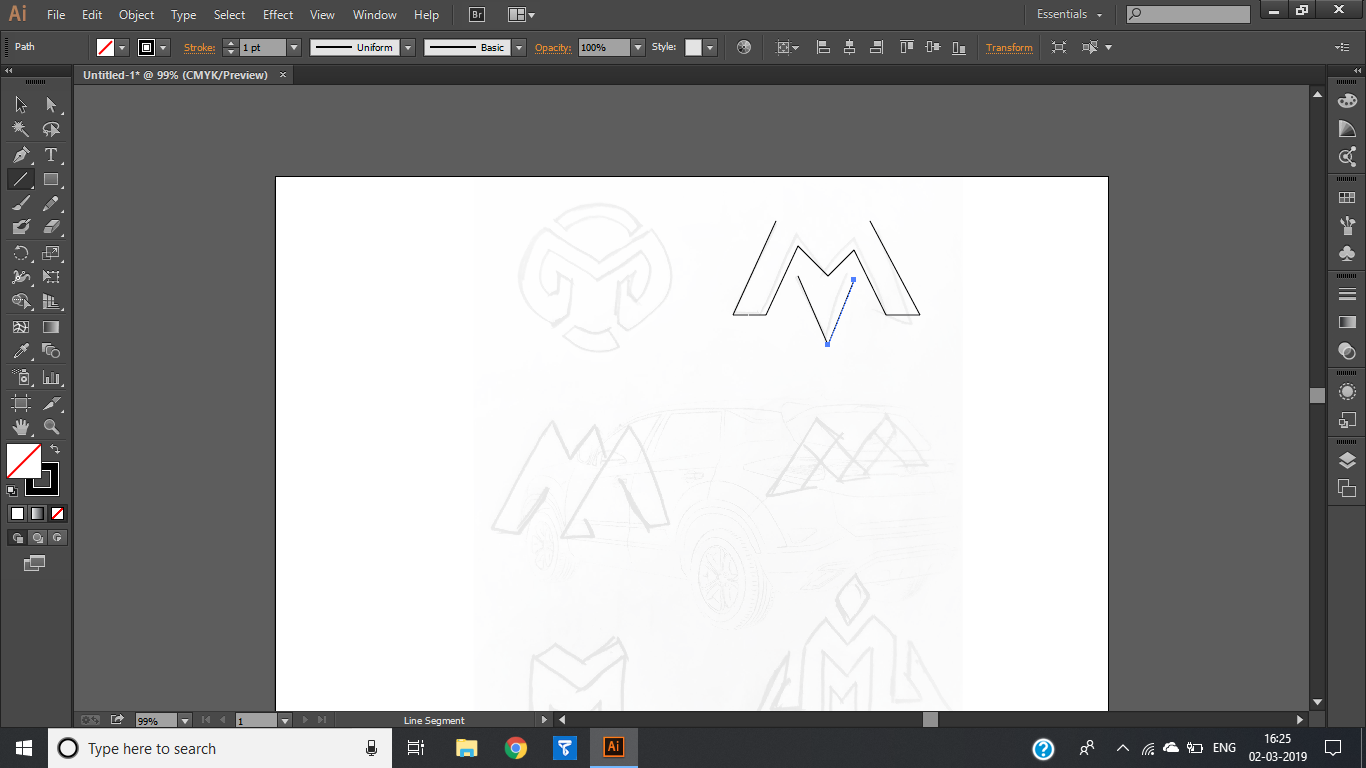 Ai File Edit Object Type Select Effect View Window Help Br Essentials
Path Stroke: 1 pt Uniform Basic Opacity: 100% Style: Transform
Untitled-1* @ 99% (CMYK/Preview) ×
T
99% 1 Line Segment
Type here to search Ai ENG 16:25
02-03-2019